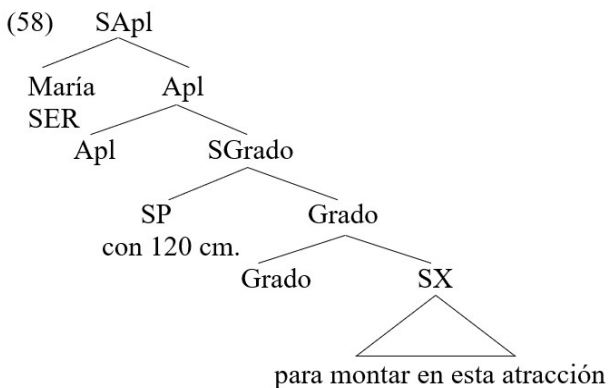 (58) SApl
María Apl
SER
Apl SGrado
SP Grado
con 120 cm.
Grado SX
para montar en esta atracción